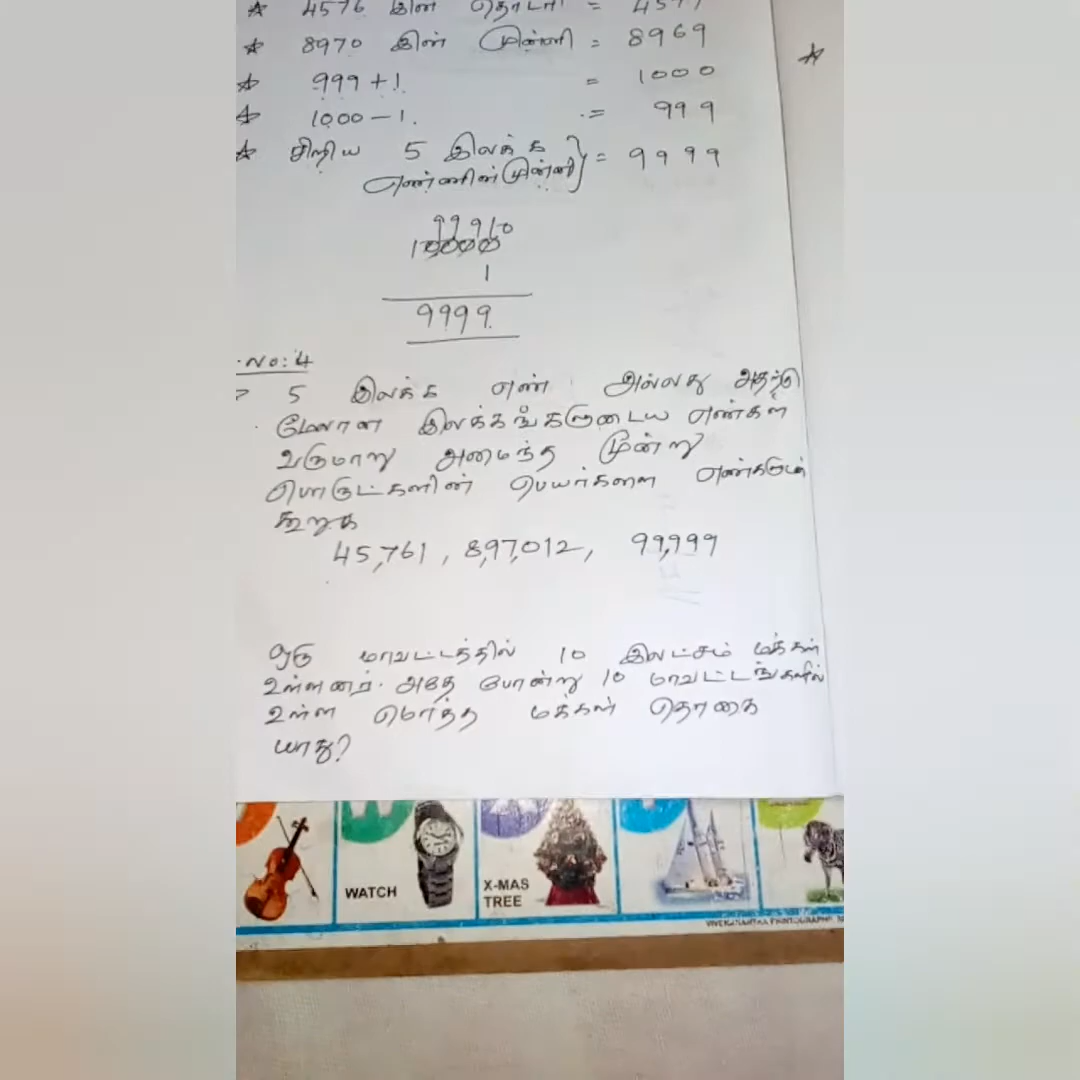 ★ 4576 இன் தொடரி = 4577
★ 8970 இன் முன்னி = 8969
★ 999 + 1. = 1000
★ 1000 – 1. = 999
★ சிறிய 5 இலக்க
எண்ணின் முன்னி } = 9999
★
99910
10000
1
9999
.No: 4
5 இலக்க எண் அல்லது அதற்கு
மேலான இலக்கங்களுடைய எண்கள்
வருமாறு அமைந்த மூன்று
பொருட்களின் பெயர்களை எண்களுடன்
கூறுக
45,761, 8,97,012, 99,999
ஒரு மாவட்டத்தில் 10 இலட்சம் மக்கள்
உள்ளனர். அதே போன்று 10 மாவட்டங்களில்
உள்ள மொத்த மக்கள் தொகை
யாது?
WATCH
X-MAS
TREE